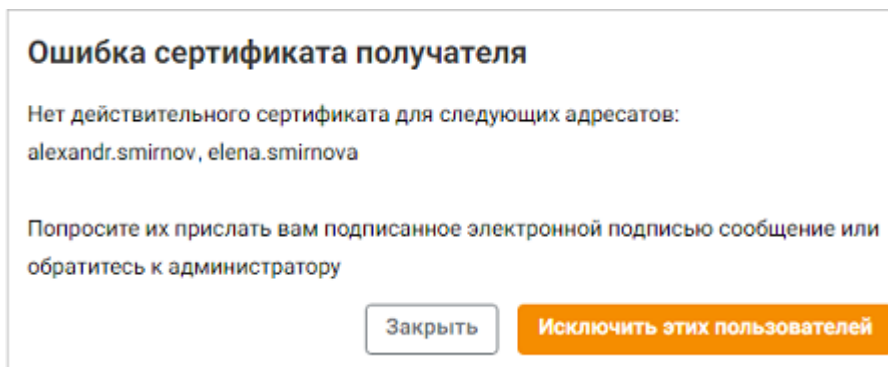 Ошибка сертификата получателя
Нет действительного сертификата для следующих адресатов:
alexandr.smirnov, elena.smirnova
Попросите их прислать вам подписанное электронной подписью сообщение или
обратитесь к администратору
Закрыть
Исключить этих пользователей